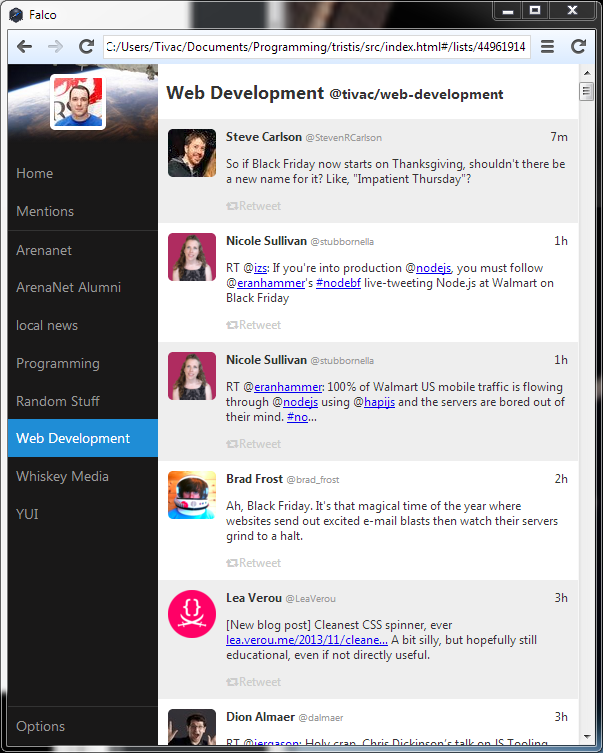 Falco
C:/Users/Tivac/Documents/Programming/tristis/src/index.html#/lists/44961914
Home
Mentions
Arenanet
ArenaNet Alumni
local news
Programming
Random Stuff
Web Development
Whiskey Media
YUI
Options
Web Development @tivac/web-development
Steve Carlson @StevenRCarlson 7m
So if Black Friday now starts on Thanksgiving, shouldn't there be
a new name for it? Like, "Impatient Thursday"?
Retweet
Nicole Sullivan @stubbornella 1h
RT @izs: If you're into production @nodejs, you must follow
@eranhammer's #nodebf live-tweeting Node.js at Walmart on
Black Friday
Retweet
Nicole Sullivan @stubbornella 1h
RT @eranhammer: 100% of Walmart US mobile traffic is flowing
through @nodejs using @hapijs and the servers are bored out of
their mind. #no...
Retweet
Brad Frost @brad_frost 2h
Ah, Black Friday. It's that magical time of the year where
websites send out excited e-mail blasts then watch their servers
grind to a halt.
Retweet
Lea Verou @LeaVerou 3h
[New blog post] Cleanest CSS spinner, ever
lea.verou.me/2013/11/cleane... A bit silly, but hopefully still
educational, even if not directly useful.
Retweet
Dion Almaer @dalmaer 3h
RT @jergason: Holy crap, Chris Dickinson's talk on JS Tooling